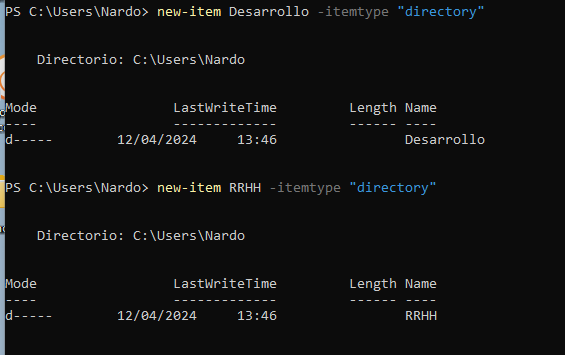 PS C:\Users\Nardo> new-item Desarrollo -itemtype "directory"
Directorio: C:\Users\Nardo
Mode LastWriteTime Length Name
---- ------------- ------ ----
d----- 12/04/2024 13:46 Desarrollo
PS C:\Users\Nardo> new-item RRHH -itemtype "directory"
Directorio: C:\Users\Nardo
Mode LastWriteTime Length Name
---- ------------- ------ ----
d----- 12/04/2024 13:46 RRHH